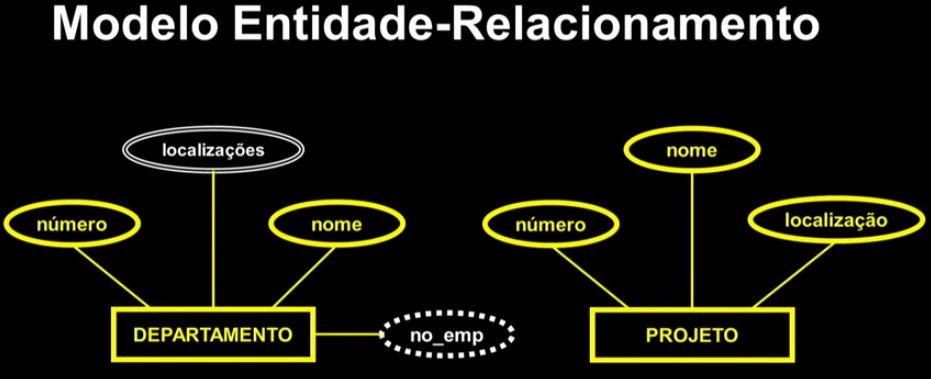 Modelo Entidade-Relacionamento
localizações
nome
número
nome
número
localização
DEPARTAMENTO
no_emp
PROJETO